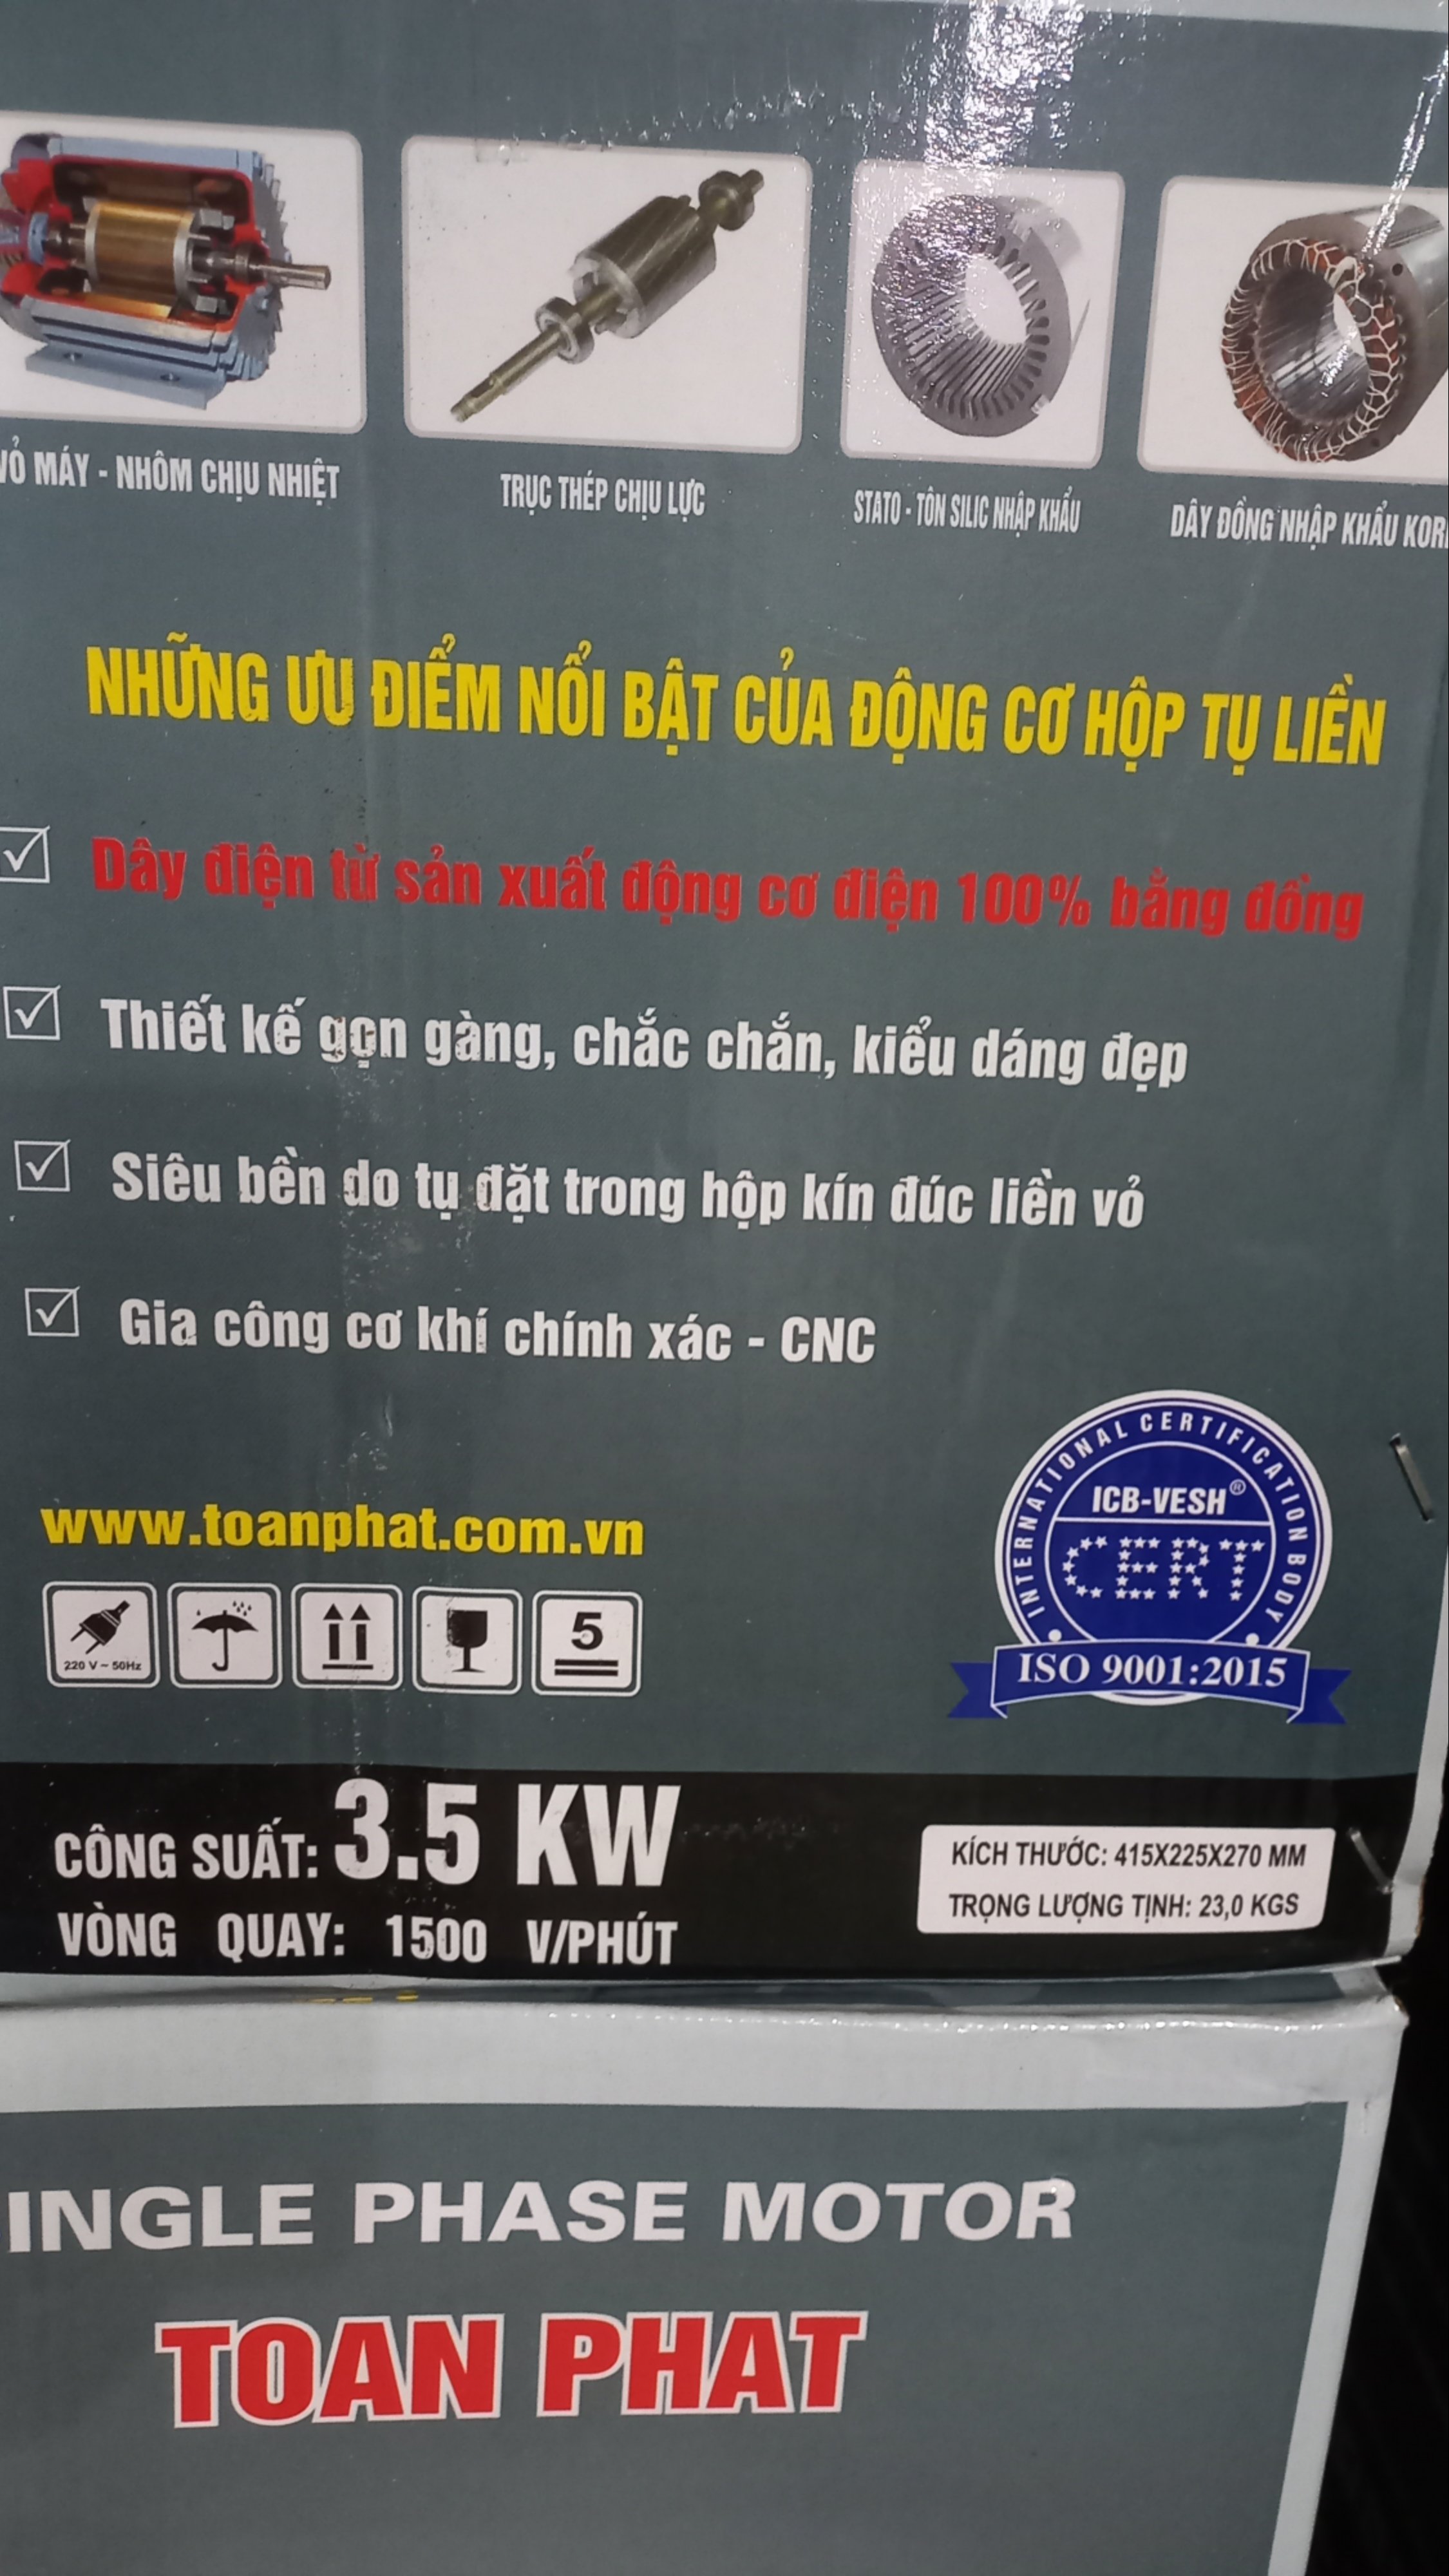 VỎ MÁY - NHÔM CHỊU NHIỆT
TRỤC THÉP CHỊU LỰC
STATO - TÔN SILIC NHẬP KHẨU
DÂY ĐỒNG NHẬP KHẨU
NHỮNG ƯU ĐIỂM NỔI BẬT CỦA ĐỘNG CƠ HỘP TỤ LIỀN
Dây điện từ sản xuất động cơ điện 100% bằng đồng
Thiết kế gọn gàng, chắc chắn, kiểu dáng đẹp
Siêu bền do tụ đặt trong hộp kín đúc liền vỏ
Gia công cơ khí chính xác - CNC
www.toanphat.com.vn
220 V ~ 50Hz
5
INTERNATIONAL CERTIFICATION BODY
ICB-VESH®
CERT
ISO 9001:2015
CÔNG SUẤT: 3.5 KW
VÒNG QUAY: 1500 V/PHÚT
KÍCH THƯỚC: 415X225X270 MM
TRỌNG LƯỢNG TỊNH: 23,0 KGS
INGLE PHASE MOTOR
TOAN PHAT